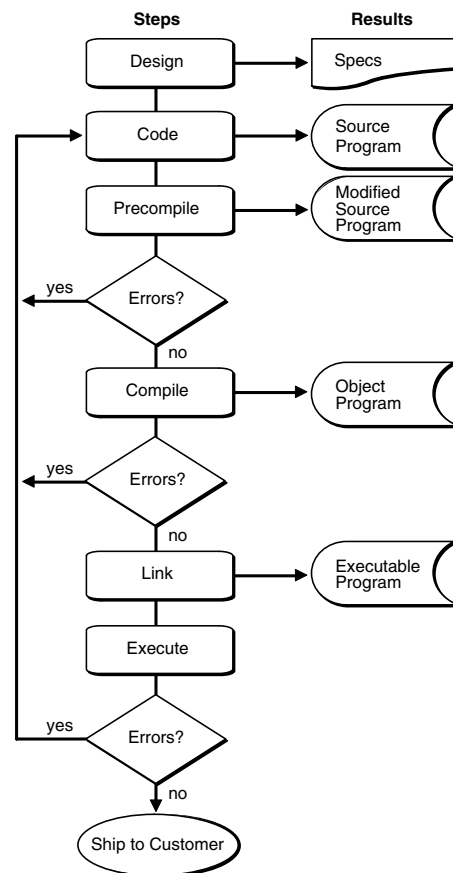 Steps
Results
Design
Specs
Code
Source
Program
Precompile
Modified
Source
Program
Errors?
yes
no
Compile
Object
Program
Errors?
yes
no
Link
Executable
Program
Execute
Errors?
yes
no
Ship to Customer